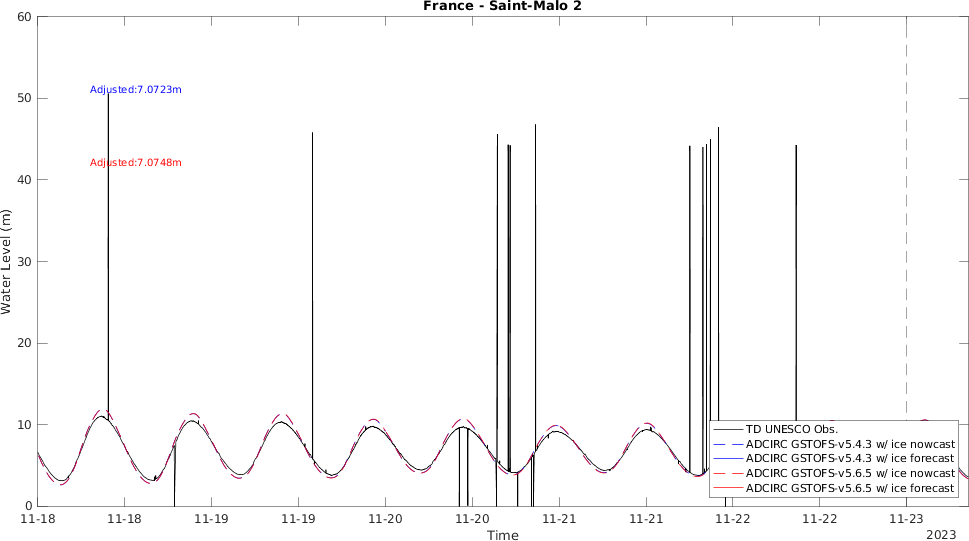 France - Saint-Malo 2
60
50
40
30
20
10
0
Water Level (m)
Adjusted:7.0723m
Adjusted:7.0748m
TD UNESCO Obs.
ADCIRC GSTOFS-v5.4.3 w/ ice nowcast
ADCIRC GSTOFS-v5.4.3 w/ ice forecast
ADCIRC GSTOFS-v5.6.5 w/ ice nowcast
ADCIRC GSTOFS-v5.6.5 w/ ice forecast
11-18 11-18 11-19 11-19 11-20 11-20 11-21 11-21 11-22 11-22 11-23
Time
2023